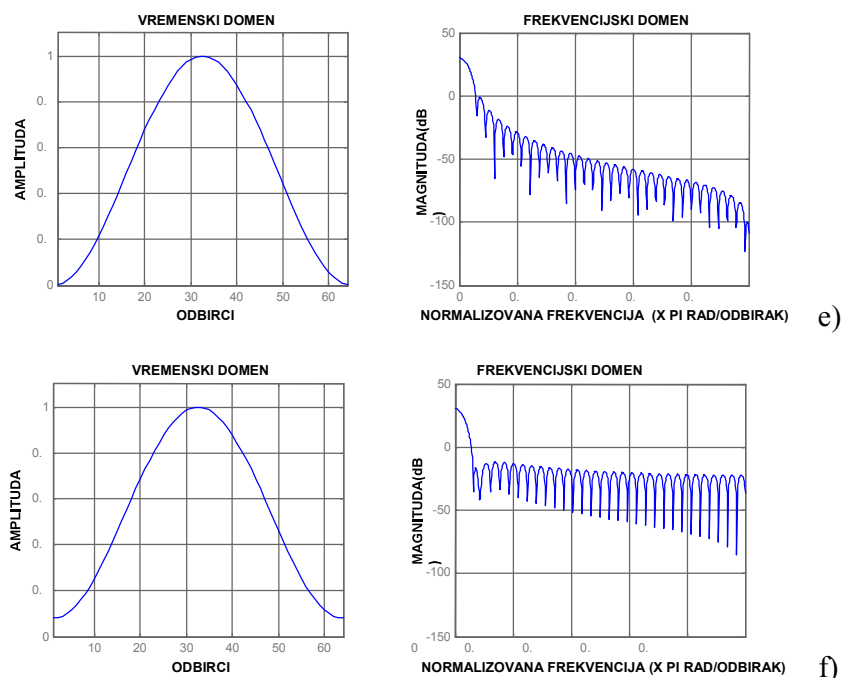 VREMENSKI DOMEN
1
0.
0.
0.
0.
0
AMPLITUDA
10 20 30 40 50 60
ODBIRCI
FREKVENCIJSKI DOMEN
50
0
-50
-100
-150
MAGNITUDA(dB
)
0 0. 0. 0.
NORMALIZOVANA FREKVENCIJA (X PI RAD/ODBIRAK)
e)
VREMENSKI DOMEN
1
0.
0.
0.
0.
0
AMPLITUDA
10 20 30 40 50 60
ODBIRCI
FREKVENCIJSKI DOMEN
50
0
-50
-100
-150
MAGNITUDA(dB
)
0 0. 0. 0. 0.
NORMALIZOVANA FREKVENCIJA (X PI RAD/ODBIRAK)
f)